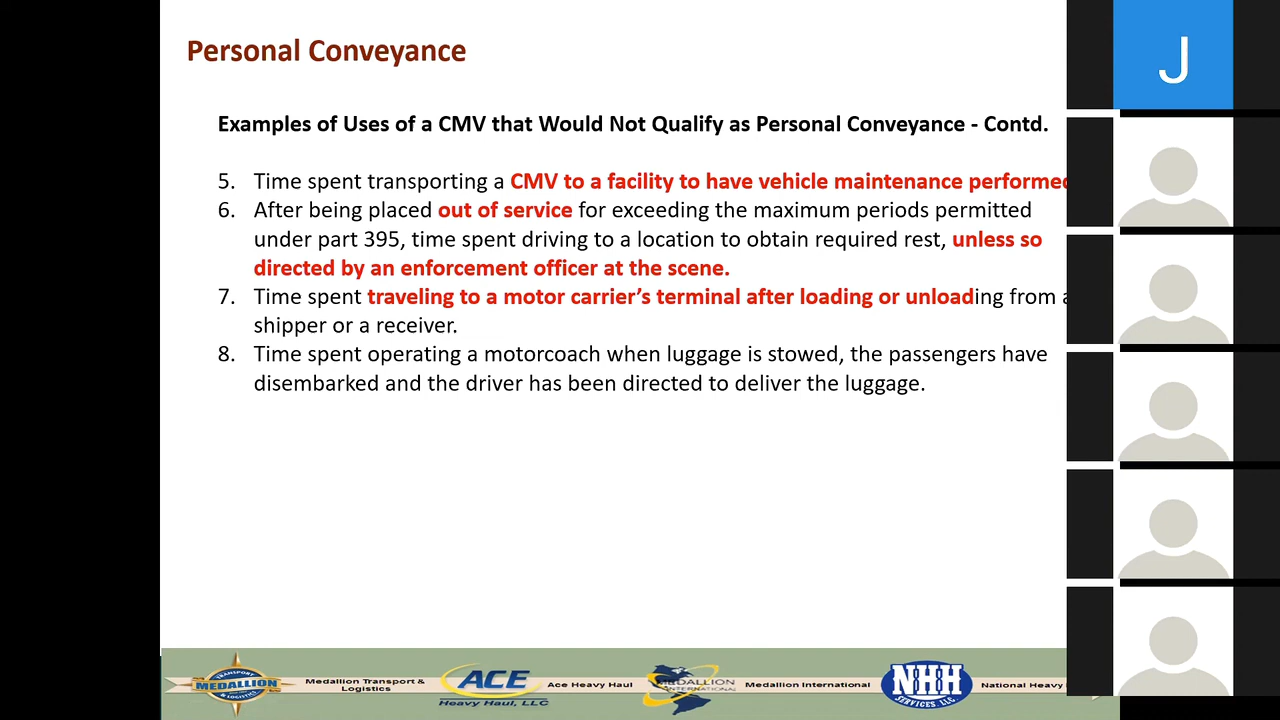 Personal Conveyance
Examples of Uses of a CMV that Would Not Qualify as Personal Conveyance - Contd.
5. Time spent transporting a CMV to a facility to have vehicle maintenance performed
6. After being placed out of service for exceeding the maximum periods permitted
under part 395, time spent driving to a location to obtain required rest, unless so
directed by an enforcement officer at the scene.
7. Time spent traveling to a motor carrier's terminal after loading or unloading from a
shipper or a receiver.
8. Time spent operating a motorcoach when luggage is stowed, the passengers have
disembarked and the driver has been directed to deliver the luggage.
J
TRANSPORT
MEDALLION
& LOGISTICS
Medallion Transport &
Logistics
ACE
Heavy Haul, LLC
Ace Heavy Haul
MEDALLION
INTERNATIONAL
Medallion International
NHH
SERVICES, LLC
National Heavy